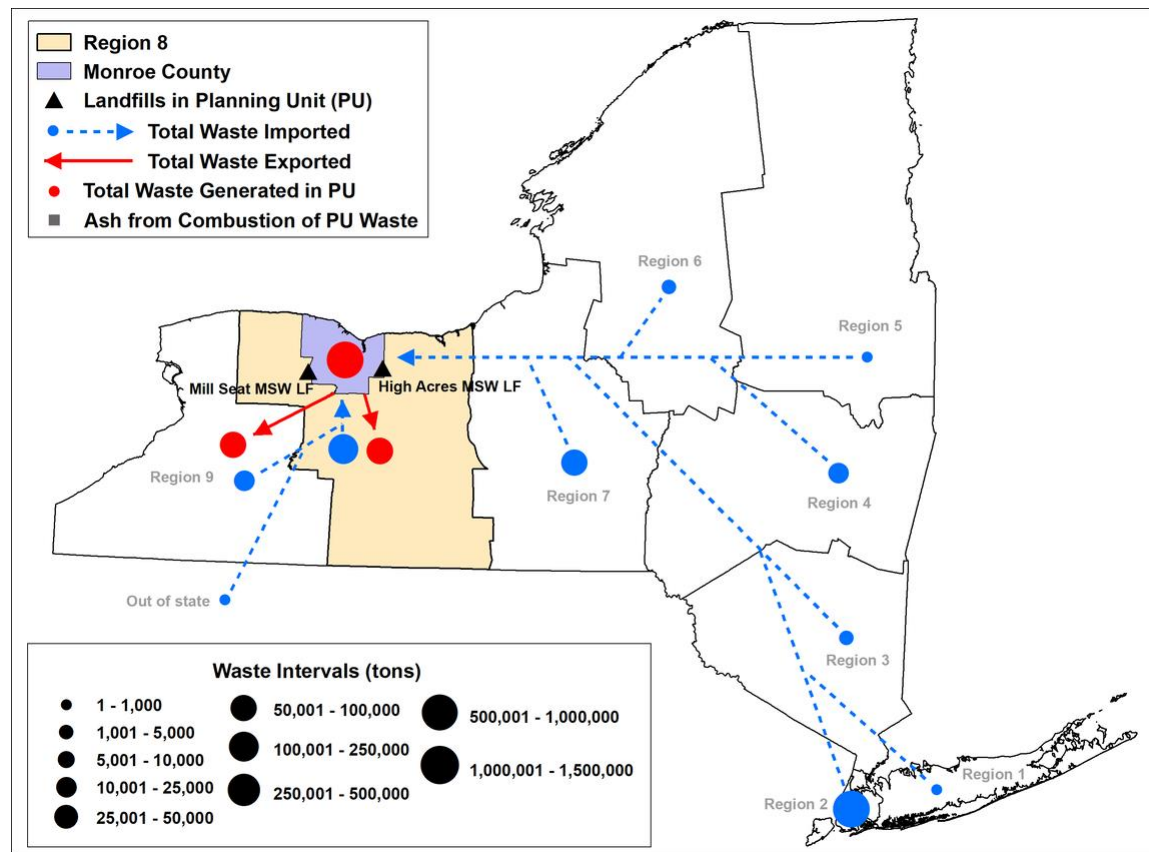 Region 8
Monroe County
Landfills in Planning Unit (PU)
Total Waste Imported
Total Waste Exported
Total Waste Generated in PU
Ash from Combustion of PU Waste
Region 6
Region 5
Mill Seat MSW LF
High Acres MSW LF
Region 9
Region 7
Region 4
Out of state
Region 3
Region 1
Region 2
Waste Intervals (tons)
1 - 1,000
1,001 - 5,000
5,001 - 10,000
10,001 - 25,000
25,001 - 50,000
50,001 - 100,000
100,001 - 250,000
250,001 - 500,000
500,001 - 1,000,000
1,000,001 - 1,500,000